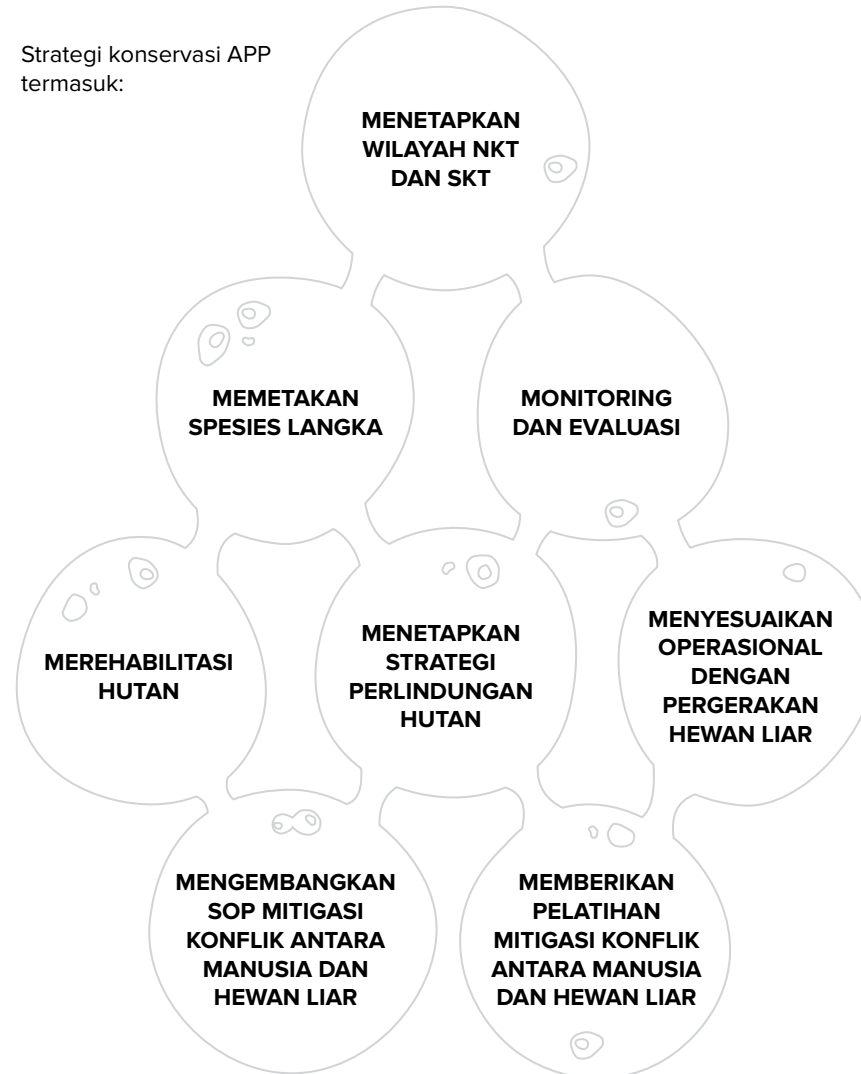 Strategi konservasi APP
termasuk:
MENETAPKAN
WILAYAH NKT
DAN SKT
MEMETAKAN
SPESIES LANGKA
MONITORING
DAN EVALUASI
MEREHABILITASI
HUTAN
MENETAPKAN
STRATEGI
PERLINDUNGAN
HUTAN
MENYESUAIKAN
OPERASIONAL
DENGAN
PERGERAKAN
HEWAN LIAR
MENGEMBANGKAN
SOP MITIGASI
KONFLIK ANTARA
MANUSIA DAN
HEWAN LIAR
MEMBERIKAN
PELATIHAN
MITIGASI KONFLIK
ANTARA MANUSIA
DAN HEWAN LIAR